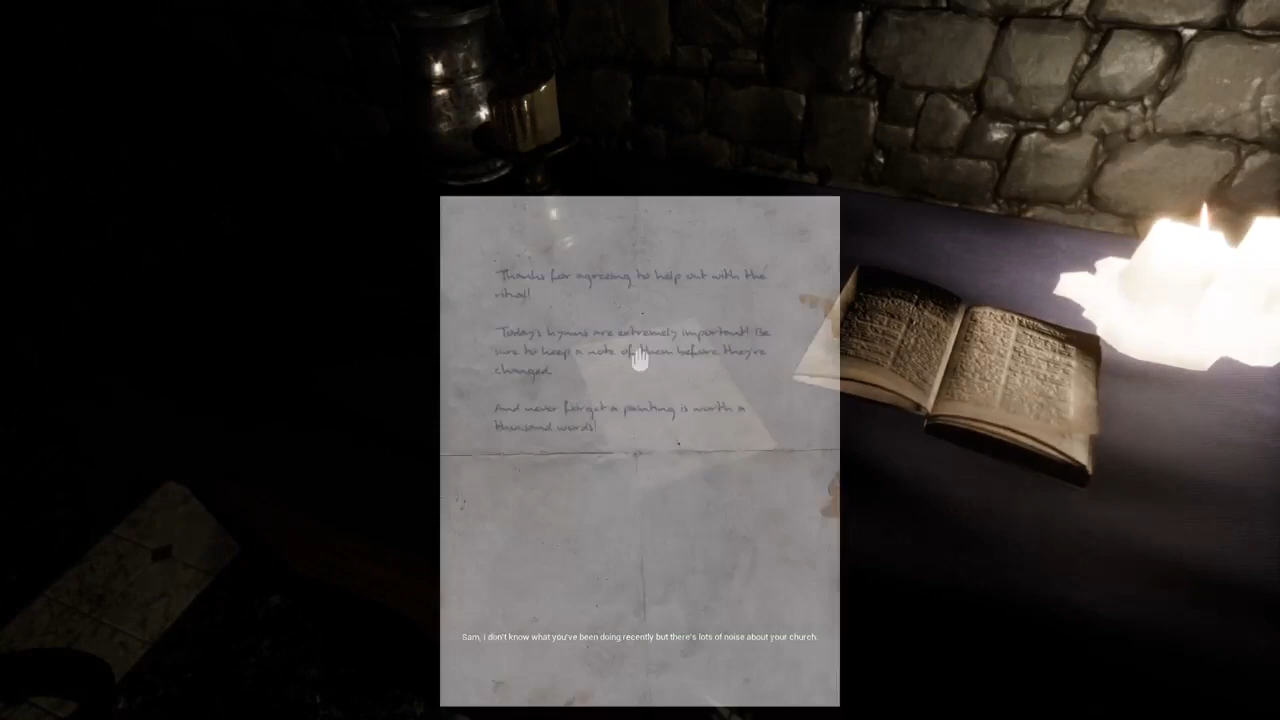 Thanks for agreeing to help out with the
ritual!
Today's hymns are extremely important! Be
sure to keep a note of them before they're
changed.
And never forget a painting is worth a
thousand words!
Sam, i don't know what you've been doing recently but there's lots of noise about your church.